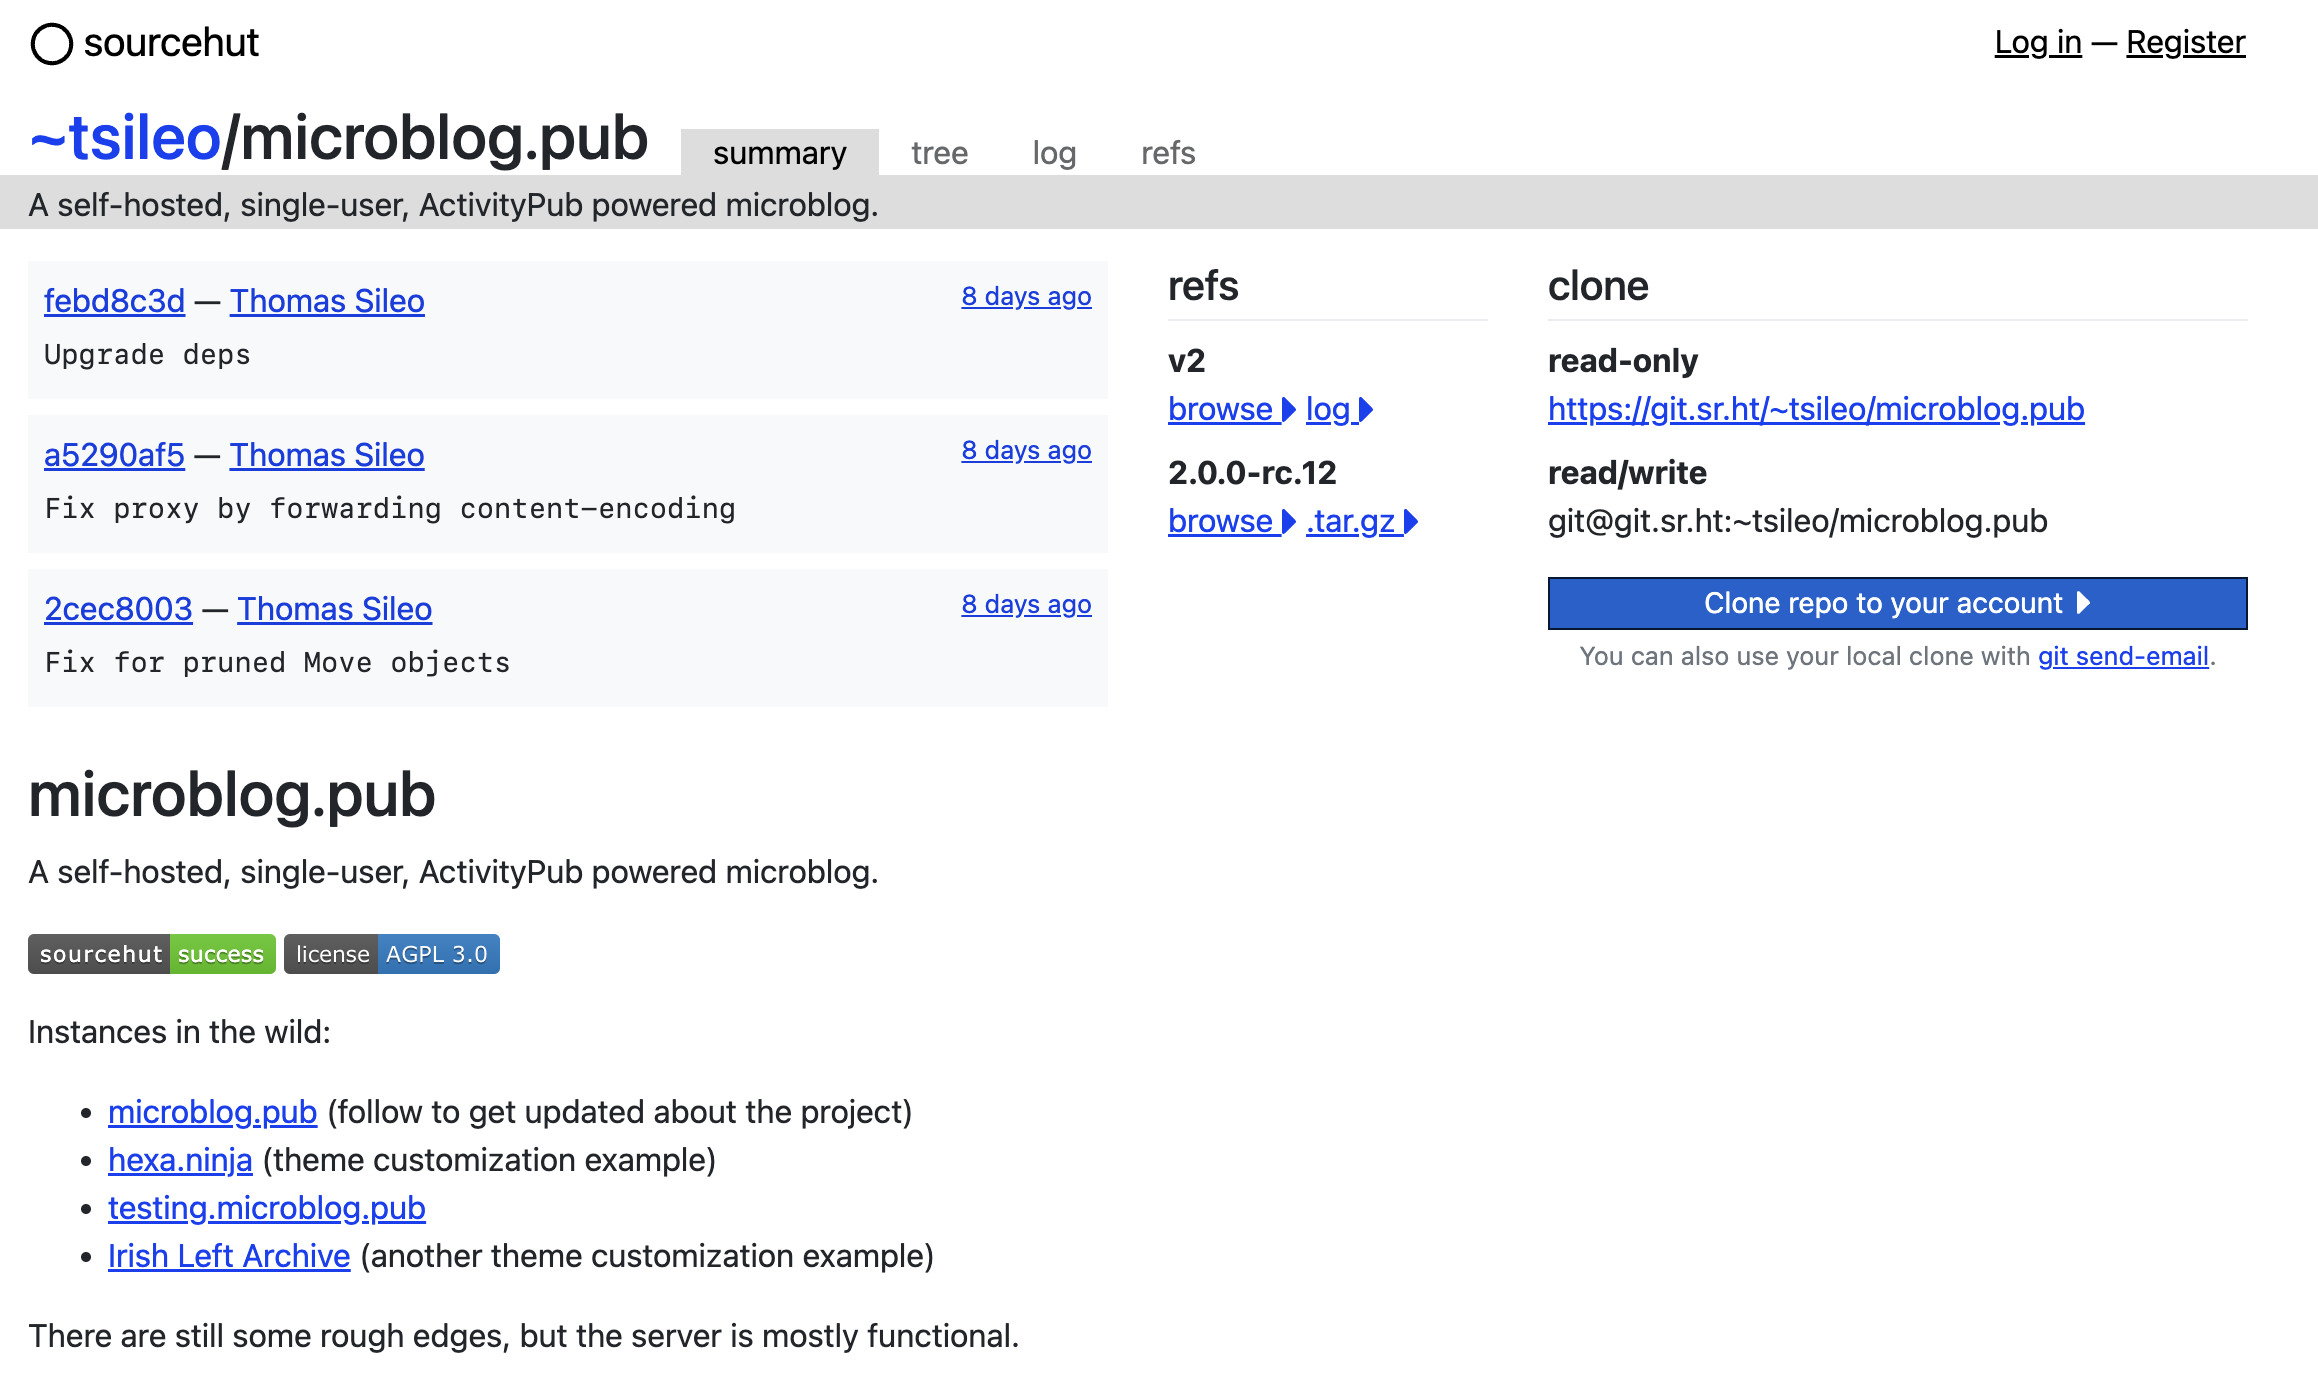 sourcehut
Log in — Register
~tsileo/microblog.pub
summary
tree
log
refs
A self-hosted, single-user, ActivityPub powered microblog.
febd8c3d — Thomas Sileo
8 days ago
Upgrade deps
a5290af5 — Thomas Sileo
8 days ago
Fix proxy by forwarding content-encoding
2cec8003 — Thomas Sileo
8 days ago
Fix for pruned Move objects
refs
v2
browse log
2.0.0-rc.12
browse .tar.gz
clone
read-only
https://git.sr.ht/~tsileo/microblog.pub
read/write
git@git.sr.ht:~tsileo/microblog.pub
Clone repo to your account
You can also use your local clone with git send-email.
microblog.pub
A self-hosted, single-user, ActivityPub powered microblog.
sourcehut success license AGPL 3.0
Instances in the wild:
• microblog.pub (follow to get updated about the project)
• hexa.ninja (theme customization example)
• testing.microblog.pub
• Irish Left Archive (another theme customization example)
There are still some rough edges, but the server is mostly functional.